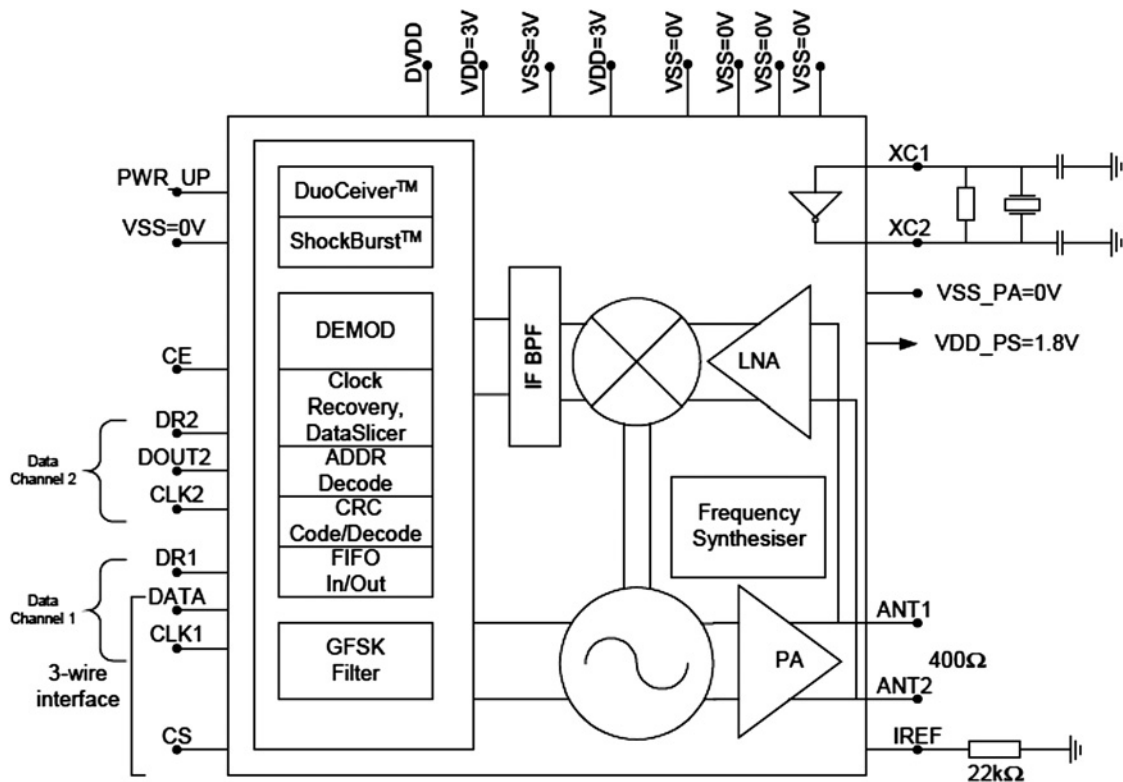 DVDD
VDD=3V
VSS=3V
VDD=3V
VSS=0V
VSS=0V
VSS=0V
VSS=0V
PWR_UP
VSS=0V
CE
DR2
DOUT2
CLK2
Data
Channel 2
DR1
DATA
CLK1
Data
Channel 1
3-wire
interface
CS
DuoCeiver™
ShockBurst™
DEMOD
Clock
Recovery,
DataSlicer
ADDR
Decode
CRC
Code/Decode
FIFO
In/Out
GFSK
Filter
IF BPF
LNA
Frequency
Synthesiser
PA
XC1
XC2
VSS_PA=0V
VDD_PS=1.8V
ANT1
400Ω
ANT2
IREF
22kΩ